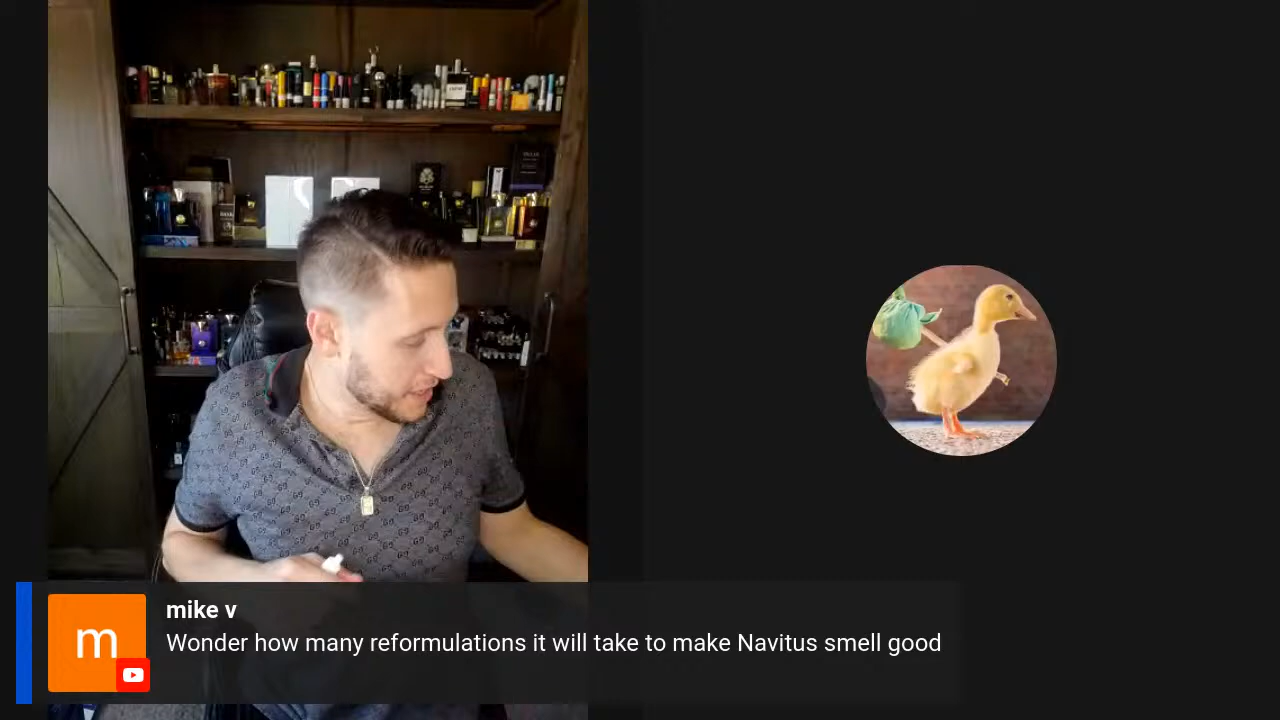 mike v
Wonder how many reformulations it will take to make Navitus smell good
m